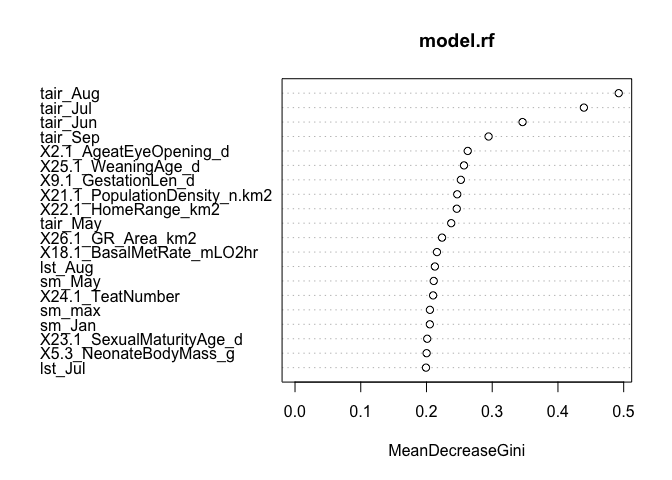 model.rf
tair_Aug
tair_Jul
tair_Jun
tair_Sep
X2.1_AgeatEyeOpening_d
X25.1_WeaningAge_d
X9.1_GestationLen_d
X21.1_PopulationDensity_n.km2
X22.1_HomeRange_km2
tair_May
X26.1_GR_Area_km2
X18.1_BasalMetRate_mLO2hr
lst_Aug
sm_May
X24.1_TeatNumber
sm_max
sm_Jan
X23.1_SexualMaturityAge_d
X5.3_NeonateBodyMass_g
lst_Jul
0.0 0.1 0.2 0.3 0.4 0.5
MeanDecreaseGini